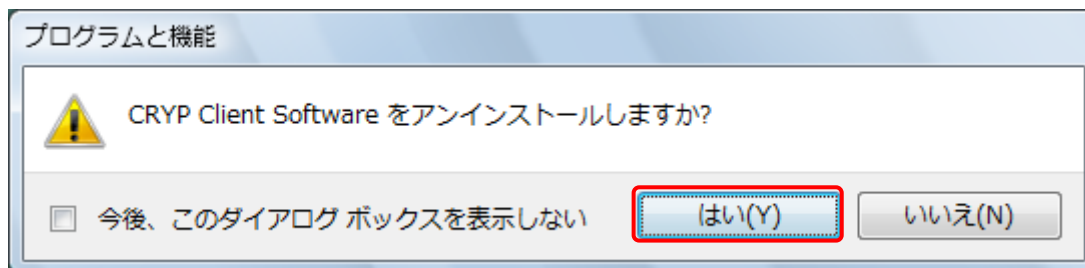 プログラムと機能
CRYP Client Software をアンインストールしますか?
今後、このダイアログ ボックスを表示しない はい(Y) いいえ(N)